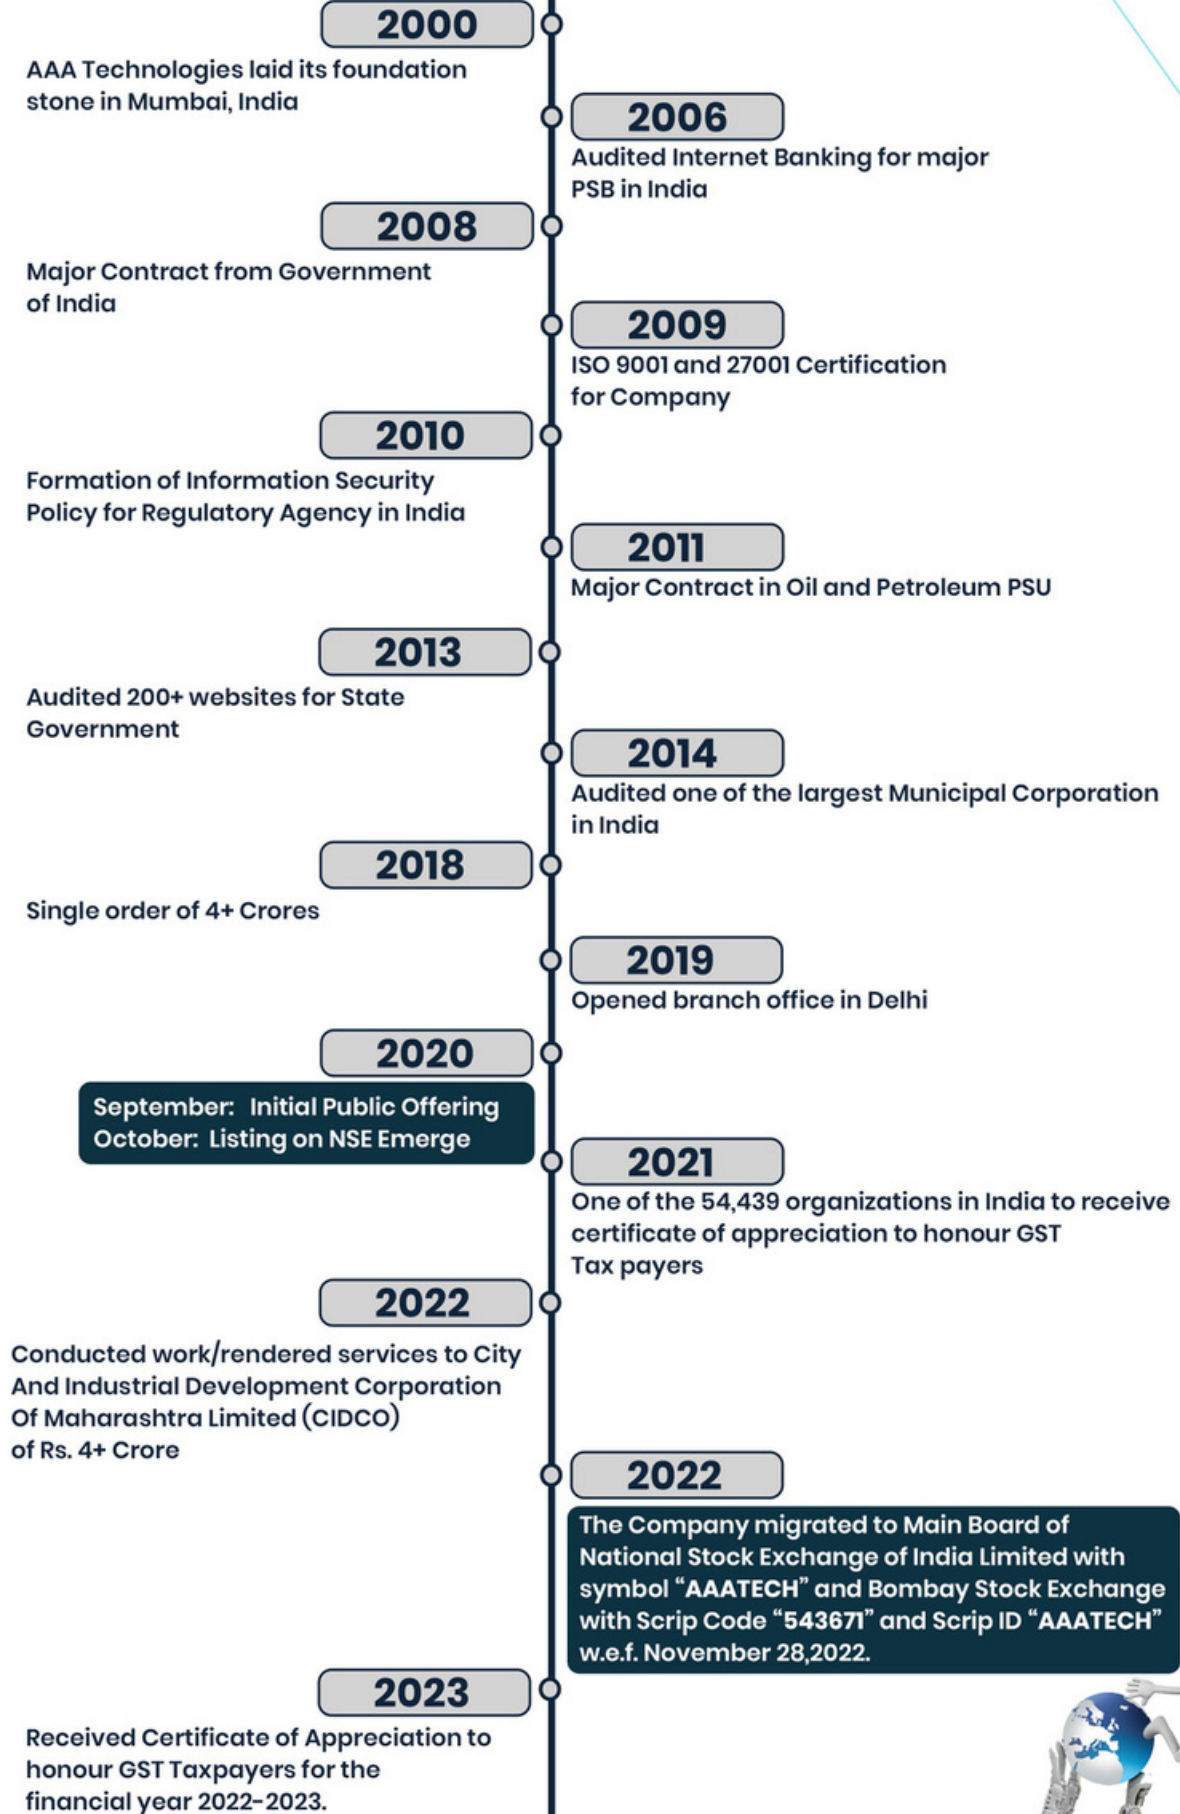 2000
AAA Technologies laid its foundation
stone in Mumbai, India
2006
Audited Internet Banking for major
PSB in India
2008
Major Contract from Government
of India
2009
ISO 9001 and 27001 Certification
for Company
2010
Formation of Information Security
Policy for Regulatory Agency in India
2011
Major Contract in Oil and Petroleum PSU
2013
Audited 200+ websites for State
Government
2014
Audited one of the largest Municipal Corporation
in India
2018
Single order of 4+ Crores
2019
Opened branch office in Delhi
2020
September: Initial Public Offering
October: Listing on NSE Emerge
2021
One of the 54,439 organizations in India to receive
certificate of appreciation to honour GST
Tax payers
2022
Conducted work/rendered services to City
And Industrial Development Corporation
Of Maharashtra Limited (CIDCO)
of Rs. 4+ Crore
2022
The Company migrated to Main Board of
National Stock Exchange of India Limited with
symbol “AAATECH” and Bombay Stock Exchange
with Scrip Code “543671” and Scrip ID “AAATECH”
w.e.f. November 28,2022.
2023
Received Certificate of Appreciation to
honour GST Taxpayers for the
financial year 2022-2023.